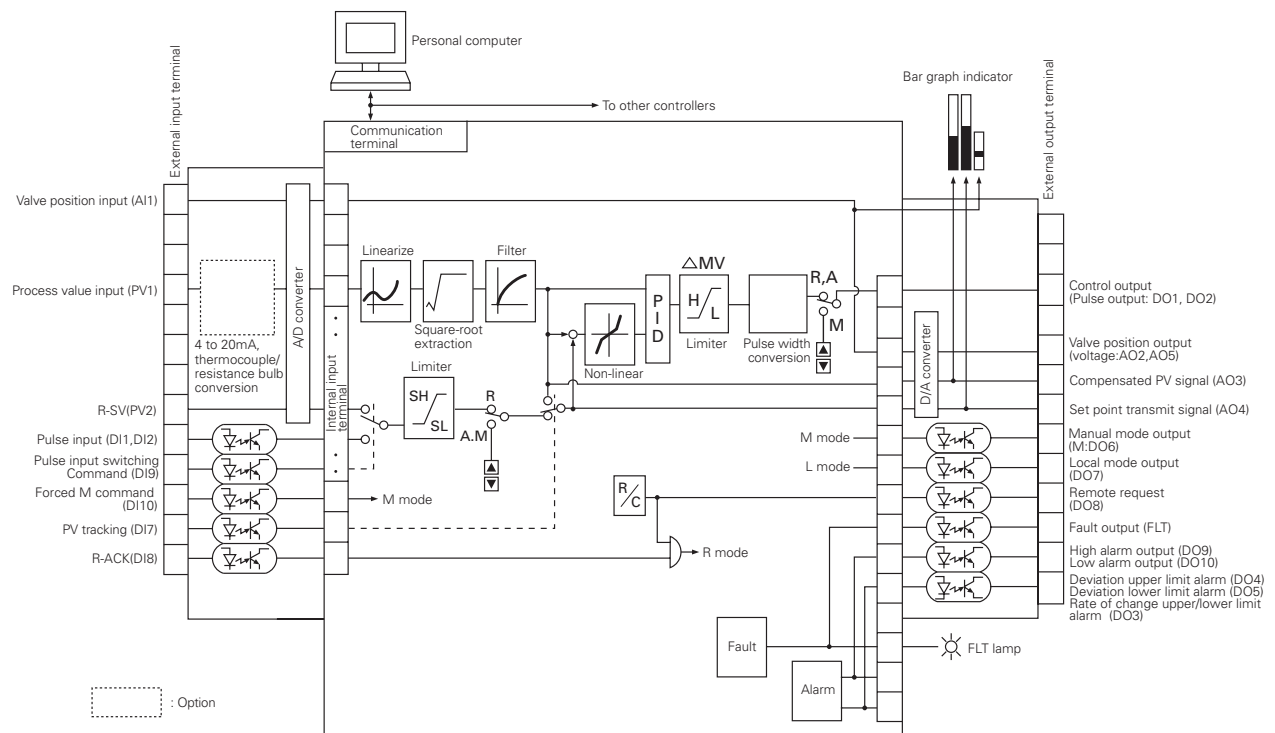 Personal computer
To other controllers
Communication
terminal
External input terminal
Bar graph indicator
External output terminal
Valve position input (AI1)
Process value input (PV1)
R-SV(PV2)
Pulse input (DI1,DI2)
Pulse input switching
Command (DI9)
Forced M command
(DI10)
PV tracking (DI7)
R-ACK(DI8)
4 to 20mA,
thermocouple/
resistance bulb
conversion
A/D converter
Internal input
terminal
Linearize
Square-root
extraction
Filter
Limiter
SH
SL
R
A.M
▲
▼
Non-linear
P
I
D
△MV
H
L
Limiter
Pulse width
conversion
R,A
M
▲
▼
M mode
R
C
R mode
M mode
L mode
D/A converter
Control output
(Pulse output: DO1, DO2)
Valve position output
(voltage:AO2,AO5)
Compensated PV signal (AO3)
Set point transmit signal (AO4)
Manual mode output
(M:DO6)
Local mode output
(DO7)
Remote request
(DO8)
Fault output (FLT)
High alarm output (DO9)
Low alarm output (DO10)
Deviation upper limit alarm (DO4)
Deviation lower limit alarm (DO5)
Rate of change upper/lower limit
alarm (DO3)
Fault
FLT lamp
Alarm
: Option